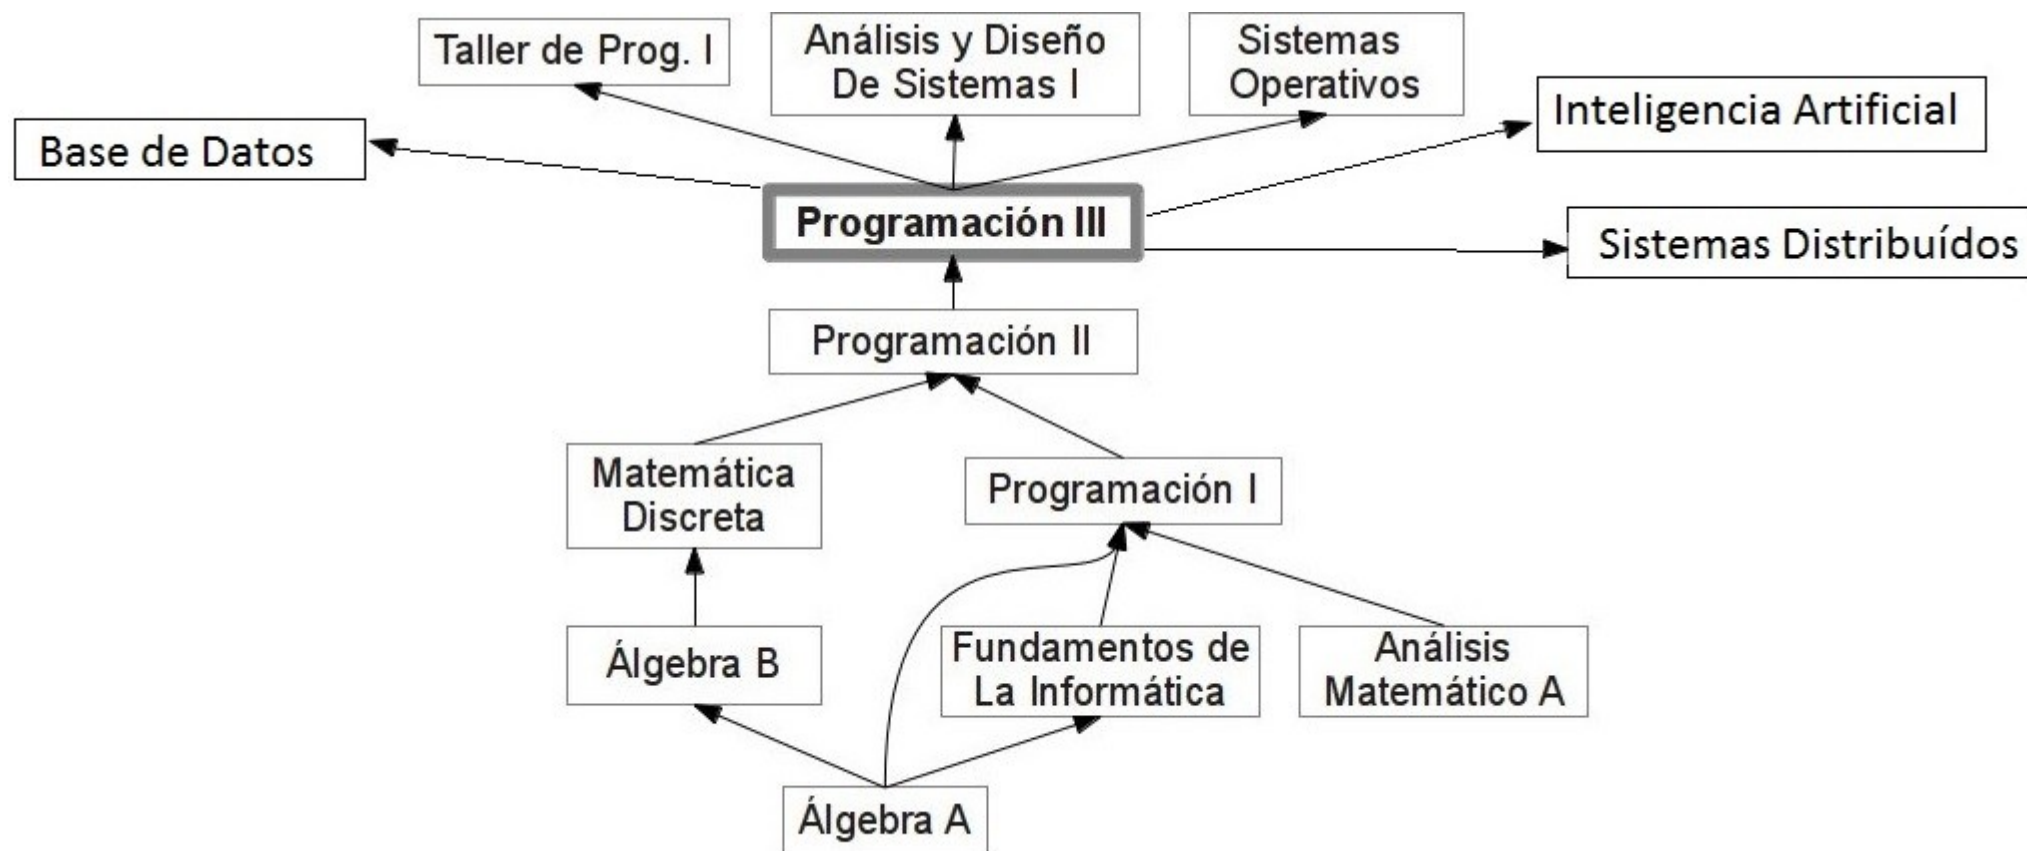 Taller de Prog. I
Análisis y Diseño
De Sistemas I
Sistemas
Operativos
Inteligencia Artificial
Base de Datos
Programación III
Sistemas Distribuídos
Programación II
Matemática
Discreta
Programación I
Álgebra B
Fundamentos de
La Informática
Análisis
Matemático A
Álgebra A